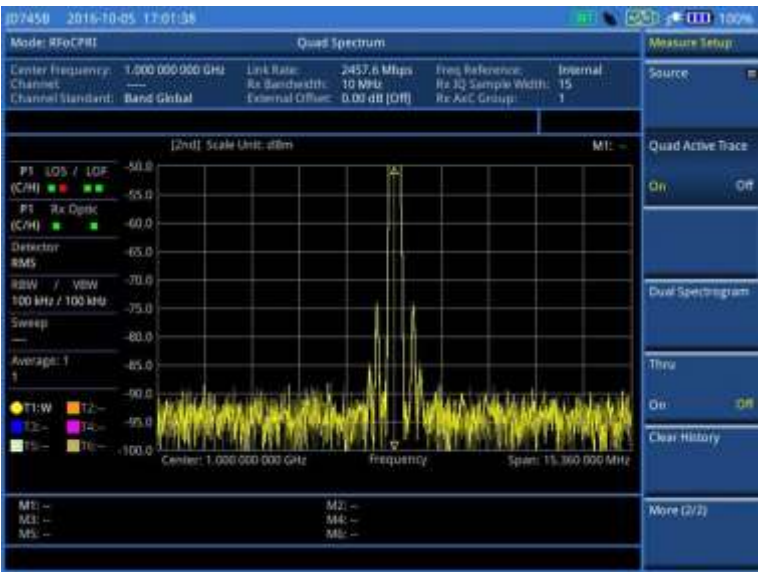 JD745B 2016-10-05 17:01:38 INT 100%
Mode: RFoCPRI Quad Spectrum Measure Setup
Center Frequency: 1.000 000 000 GHz Link Rate: 2457.6 Mbps Freq Reference: Internal
Channel: ---- Rx Bandwidth: 10 MHz Rx IQ Sample Width: 15
Channel Standard: Band Global External Offset: 0.00 dB [Off] Rx AxC Group: 1
Source
[2nd] Scale Unit: dBm M1: --
Quad Active Trace
On Off
P1 LOS / LOF
(C/H)
P1 Rx Optic
(C/H)
Detector
RMS
RBW / VBW
100 kHz / 100 kHz
Sweep
---
Average: 1
1
T1:W T2:--
T3:-- T4:--
T5:-- T6:--
-50.0
-55.0
-60.0
-65.0
-70.0
-75.0
-80.0
-85.0
-90.0
-95.0
-100.0
Center: 1.000 000 000 GHz Frequency Span: 15.360 000 MHz
Dual Spectrogram
Thru
On Off
Clear History
More (2/2)
M1: -- M2: --
M3: -- M4: --
M5: -- M6: --